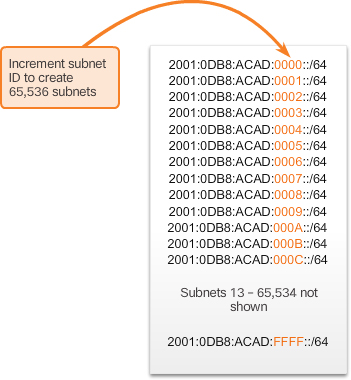 Increment subnet
ID to create
65,536 subnets
2001:0DB8:ACAD:0000::/64
2001:0DB8:ACAD:0001::/64
2001:0DB8:ACAD:0002::/64
2001:0DB8:ACAD:0003::/64
2001:0DB8:ACAD:0004::/64
2001:0DB8:ACAD:0005::/64
2001:0DB8:ACAD:0006::/64
2001:0DB8:ACAD:0007::/64
2001:0DB8:ACAD:0008::/64
2001:0DB8:ACAD:0009::/64
2001:0DB8:ACAD:000A::/64
2001:0DB8:ACAD:000B::/64
2001:0DB8:ACAD:000C::/64
Subnets 13 – 65,534 not
shown
2001:0DB8:ACAD:FFFF::/64